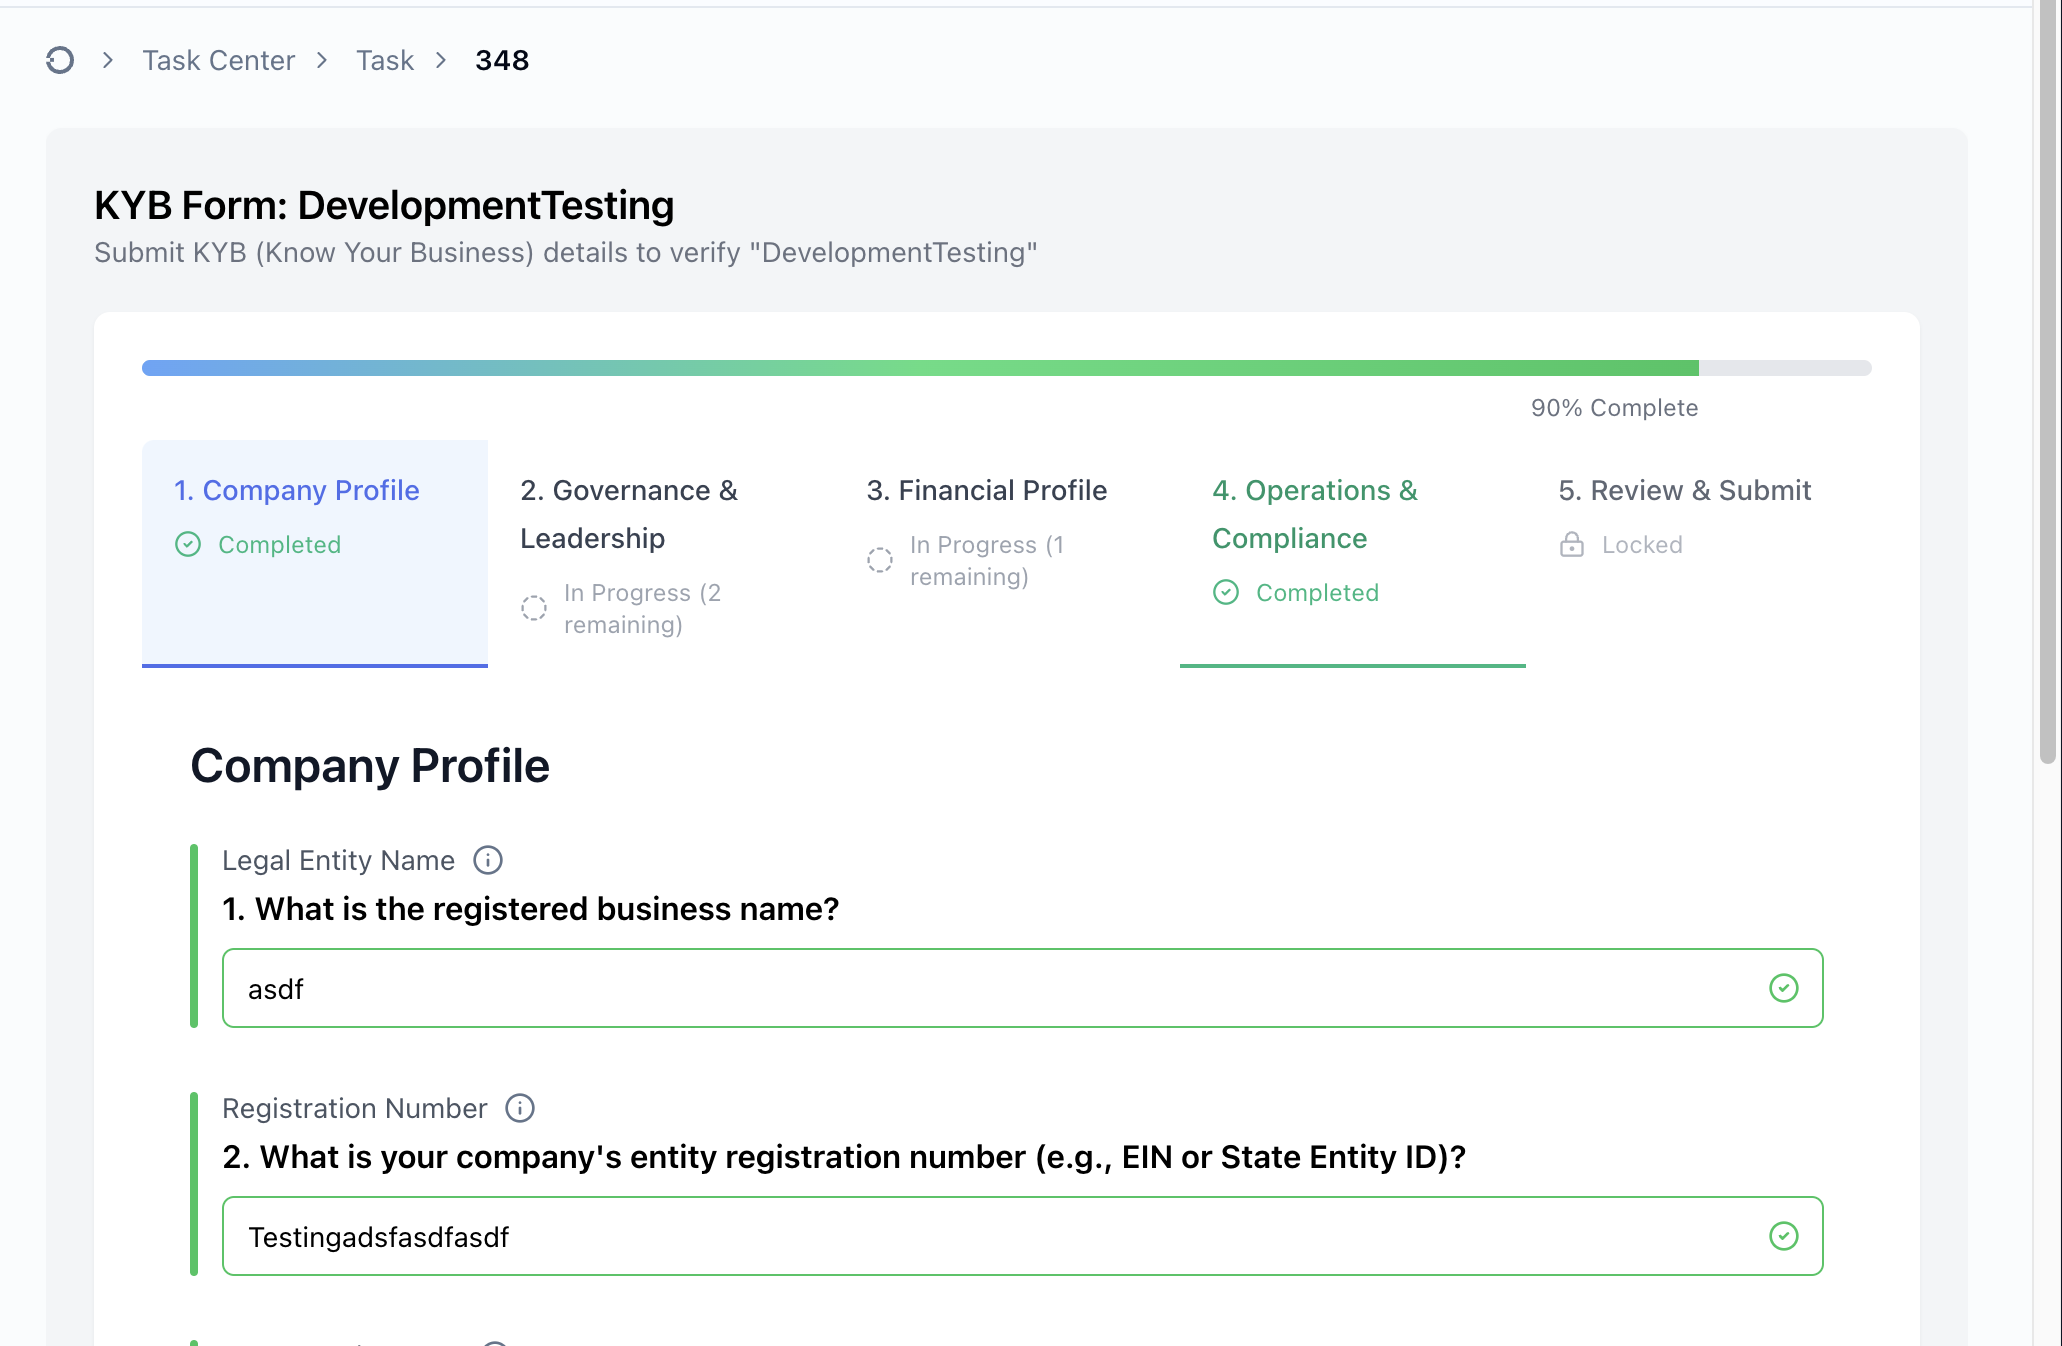 Task Center > Task > 348
KYB Form: DevelopmentTesting
Submit KYB (Know Your Business) details to verify "DevelopmentTesting"
90% Complete
1. Company Profile
Completed
2. Governance &
Leadership
In Progress (2
remaining)
3. Financial Profile
In Progress (1
remaining)
4. Operations &
Compliance
Completed
5. Review & Submit
Locked
Company Profile
Legal Entity Name
1. What is the registered business name?
asdf
Registration Number
2. What is your company's entity registration number (e.g., EIN or State Entity ID)?
Testingadsfasdfasdf